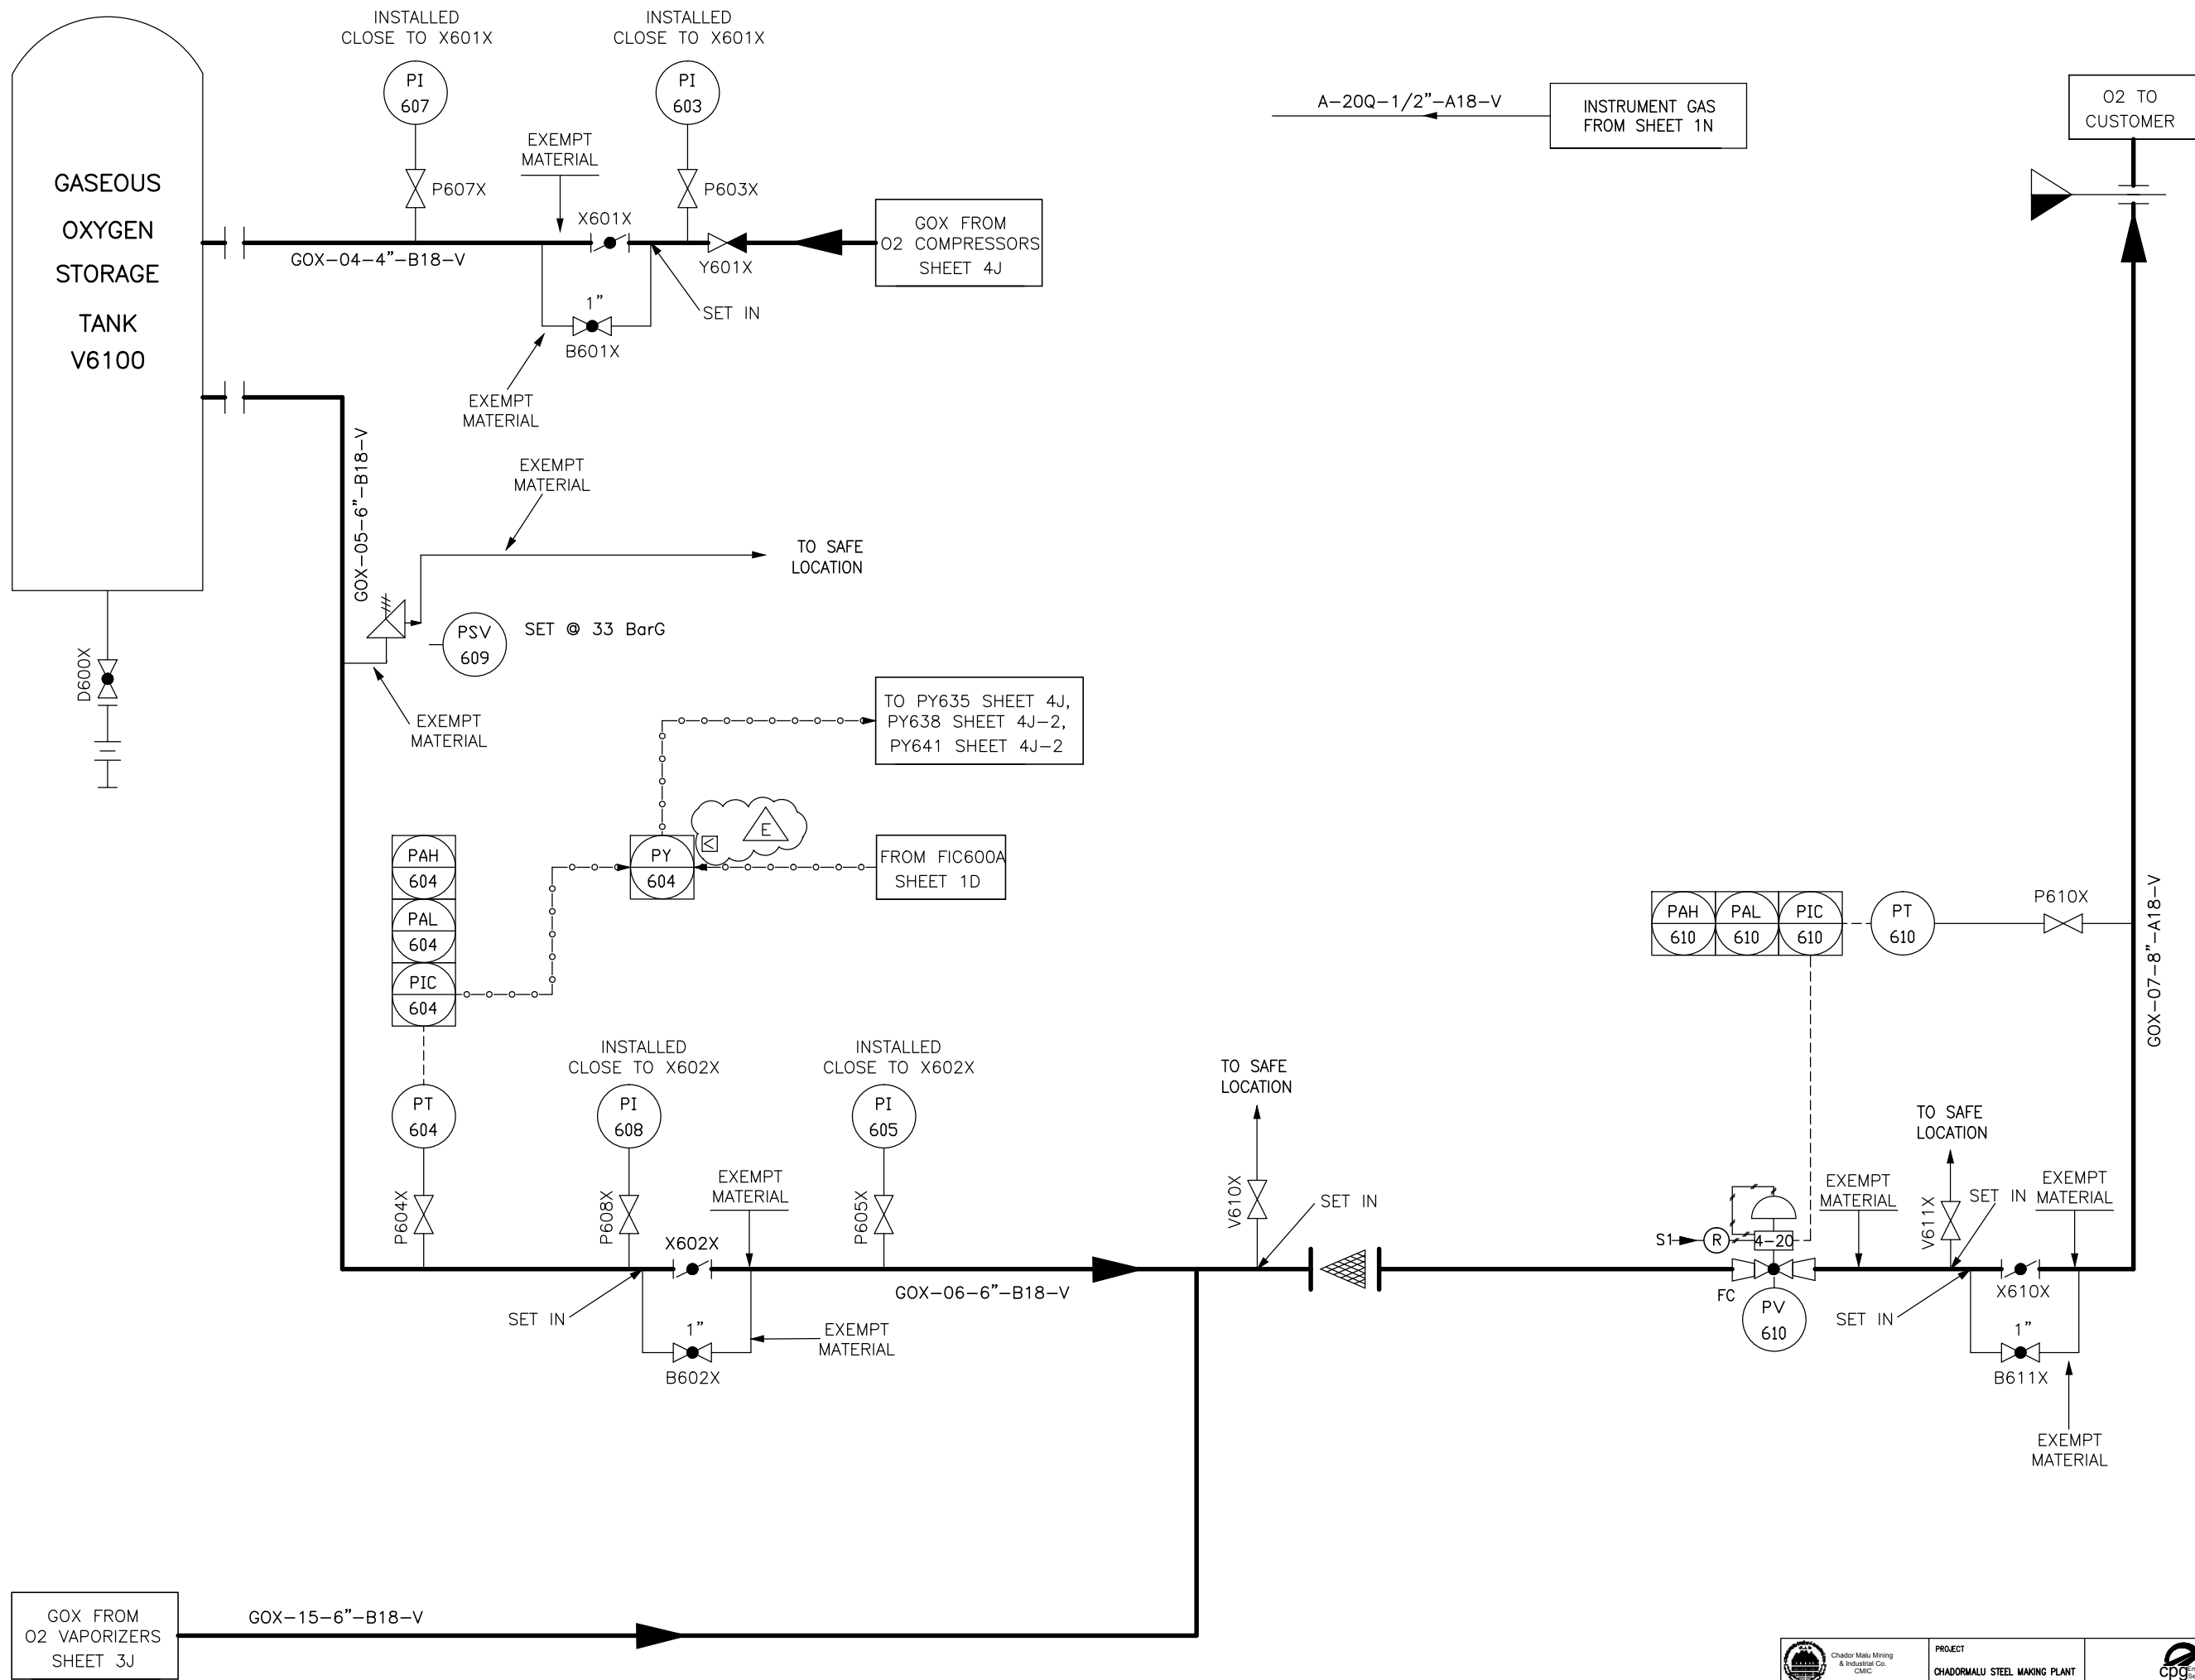 INSTALLED
CLOSE TO X601X
INSTALLED
CLOSE TO X601X
PI
607
PI
603
EXEMPT
MATERIAL
P607X
P603X
X601X
Y601X
GOX-04-4"-B18-V
GOX FROM
O2 COMPRESSORS
SHEET 4J
SET IN
1"
B601X
EXEMPT
MATERIAL
A-20Q-1/2"-A18-V
INSTRUMENT GAS
FROM SHEET 1N
O2 TO
CUSTOMER
GASEOUS
OXYGEN
STORAGE
TANK
V6100
D600X
GOX-05-6"-B18-V
EXEMPT
MATERIAL
TO SAFE
LOCATION
PSV
609
SET @ 33 BarG
EXEMPT
MATERIAL
TO PY635 SHEET 4J,
PY638 SHEET 4J-2,
PY641 SHEET 4J-2
PAH
604
PAL
604
PIC
604
PY
604
<
E
FROM FIC600A
SHEET 1D
PT
604
P604X
INSTALLED
CLOSE TO X602X
PI
608
P608X
INSTALLED
CLOSE TO X602X
PI
605
P605X
X602X
EXEMPT
MATERIAL
SET IN
1"
B602X
EXEMPT
MATERIAL
GOX-06-6"-B18-V
TO SAFE
LOCATION
V610X
SET IN
PAH
610
PAL
610
PIC
610
PT
610
P610X
GOX-07-8"-A18-V
S1
R
4-20
FC
PV
610
EXEMPT
MATERIAL
TO SAFE
LOCATION
V611X
SET IN
EXEMPT
MATERIAL
X610X
SET IN
1"
B611X
EXEMPT
MATERIAL
GOX FROM
O2 VAPORIZERS
SHEET 3J
GOX-15-6"-B18-V
Chador Malu Mining
& Industrial Co.
CMIC
PROJECT
CHADORMALU STEEL MAKING PLANT
cpg